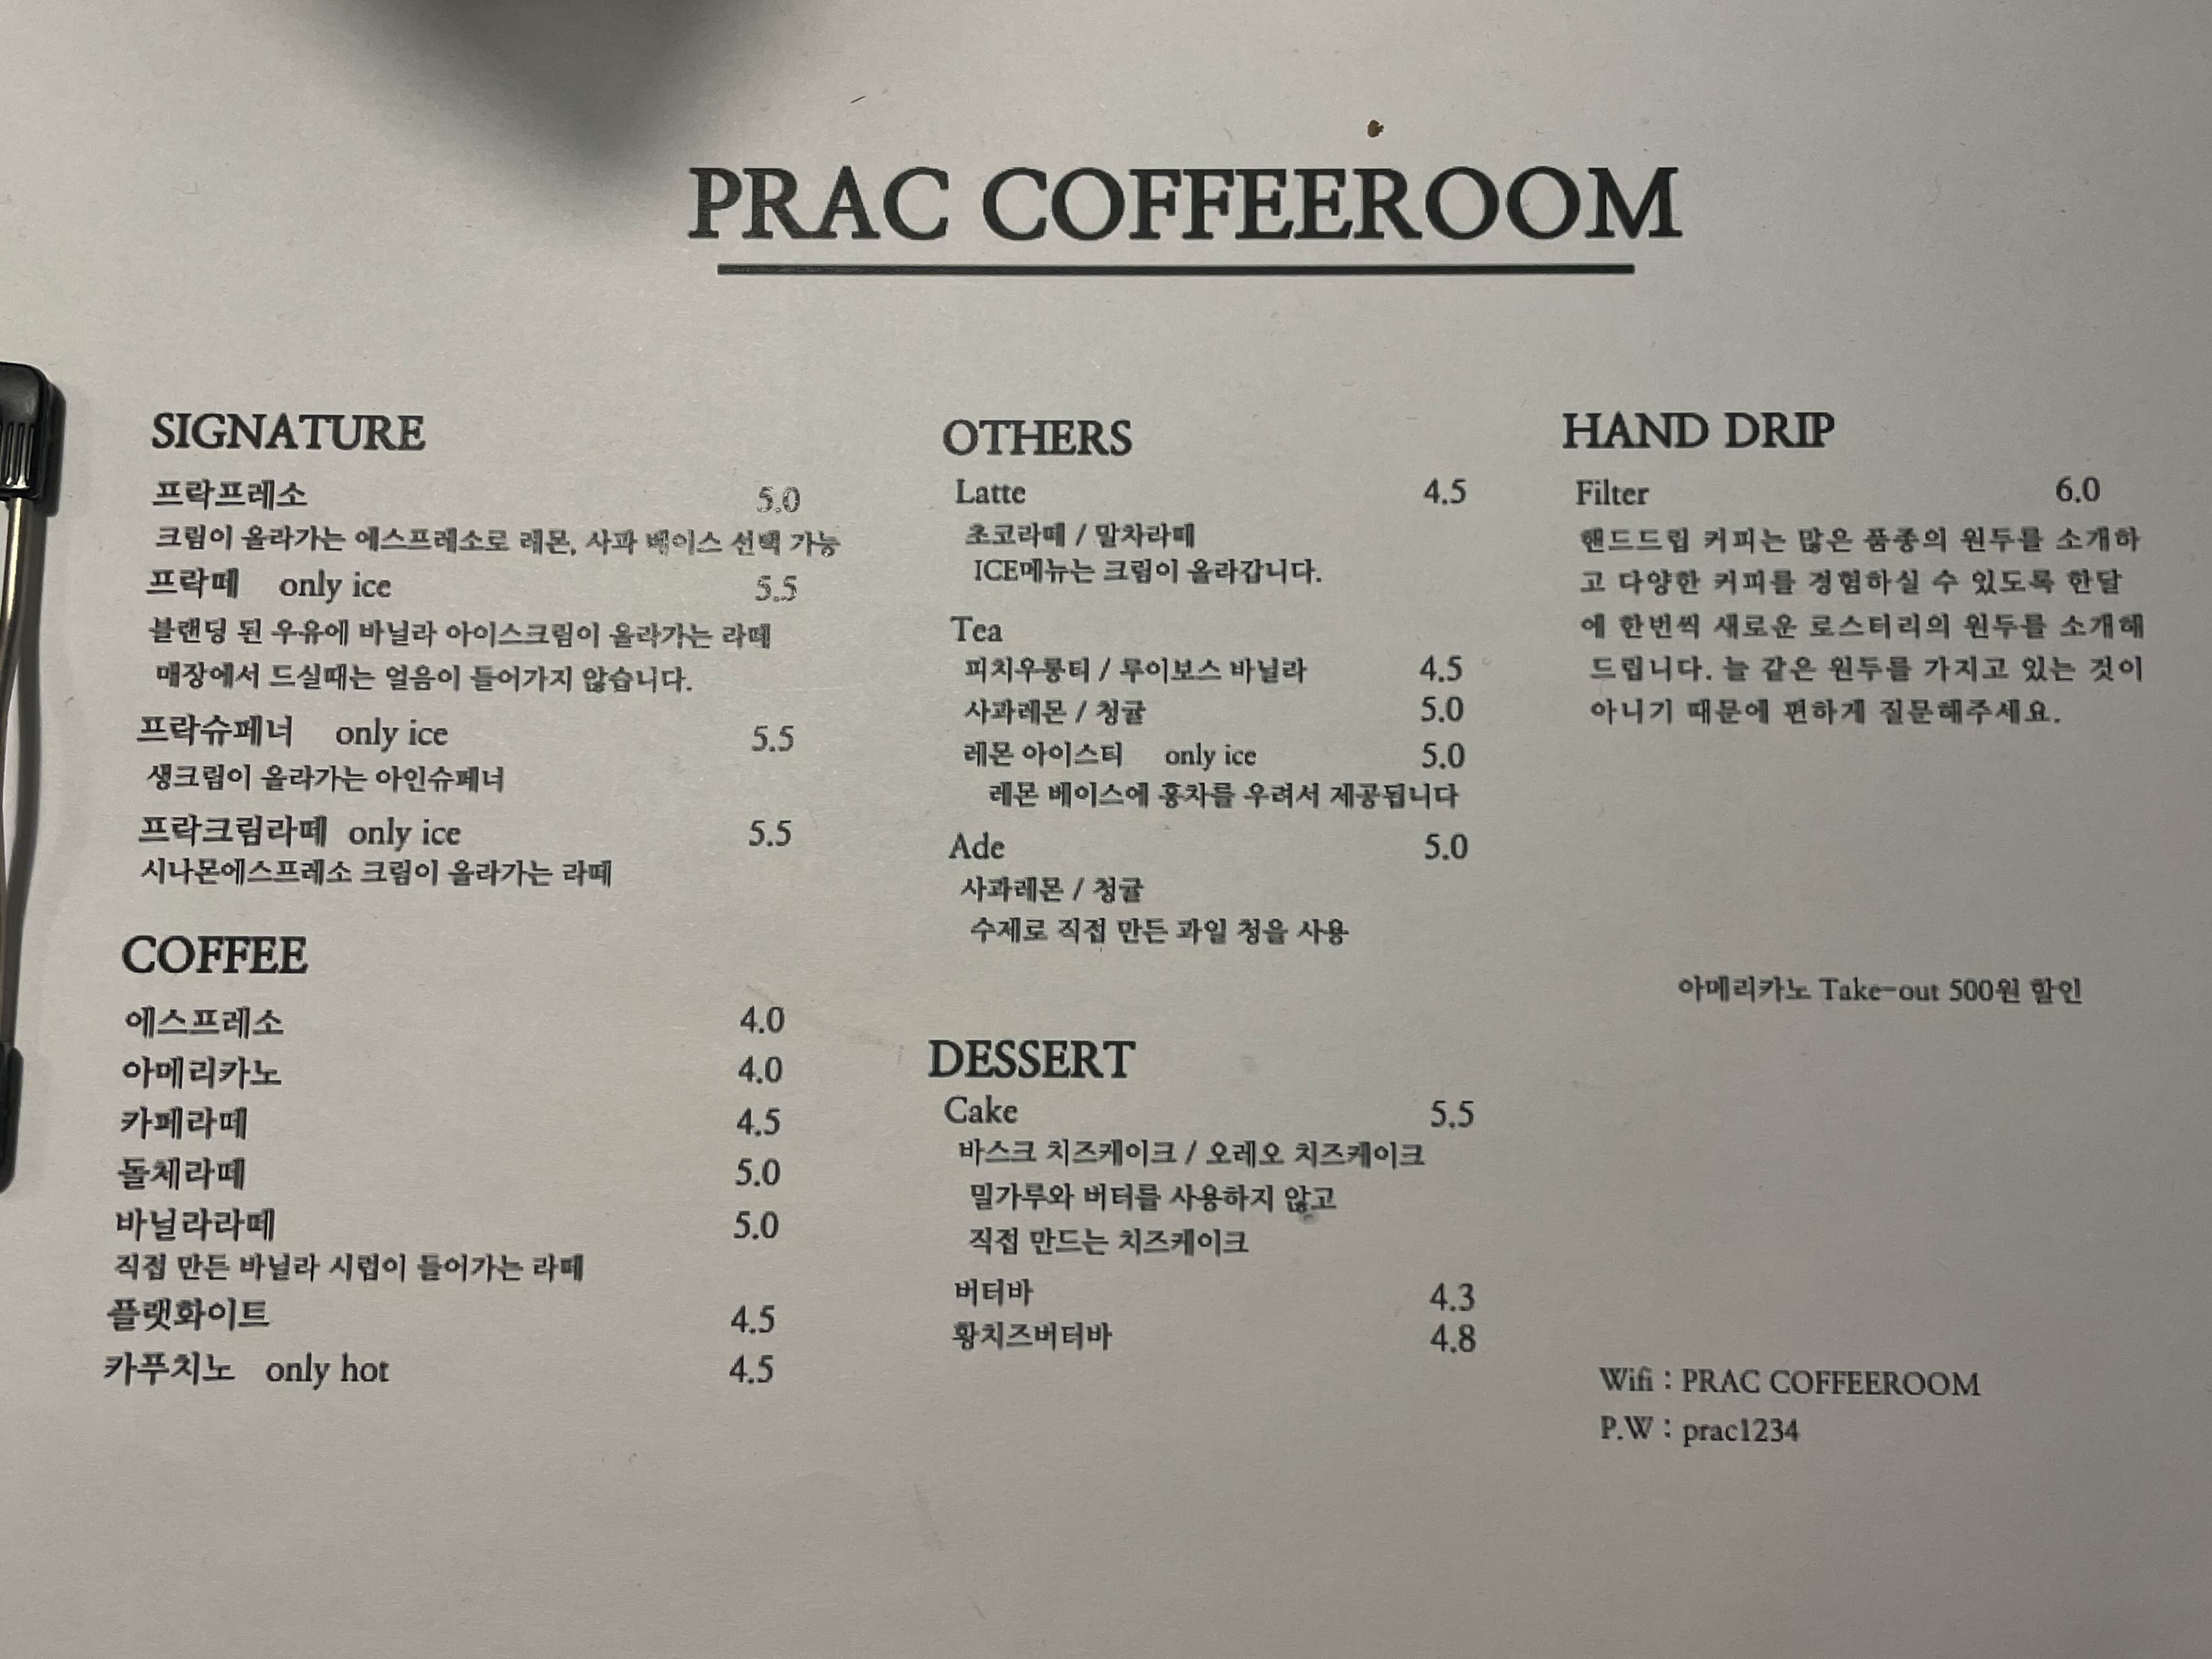 PRAC COFFEEROOM
SIGNATURE
프락프레소 5.0
크림이 올라가는 에스프레소로 레몬, 사과 베이스 선택 가능
프락떼 only ice 5.5
블랜딩 된 우유에 바닐라 아이스크림이 올라가는 라떼
매장에서 드실때는 얼음이 들어가지 않습니다.
프락슈페너 only ice 5.5
생크림이 올라가는 아인슈페너
프락크림라떼 only ice 5.5
시나몬에스프레소 크림이 올라가는 라떼
COFFEE
에스프레소 4.0
아메리카노 4.0
카페라떼 4.5
돌체라떼 5.0
바닐라라떼 5.0
직접 만든 바닐라 시럽이 들어가는 라떼
플랫화이트 4.5
카푸치노 only hot 4.5
OTHERS
Latte 4.5
초코라떼 / 말차라떼
ICE메뉴는 크림이 올라갑니다.
Tea
피치우롱티 / 루이보스 바닐라 4.5
사과레몬 / 청귤 5.0
레몬 아이스티 only ice 5.0
레몬 베이스에 홍차를 우려서 제공됩니다
Ade 5.0
사과레몬 / 청귤
수제로 직접 만든 과일 청을 사용
DESSERT
Cake 5.5
바스크 치즈케이크 / 오레오 치즈케이크
밀가루와 버터를 사용하지 않고
직접 만드는 치즈케이크
버터바 4.3
황치즈버터바 4.8
HAND DRIP
Filter 6.0
핸드드립 커피는 많은 품종의 원두를 소개하
고 다양한 커피를 경험하실 수 있도록 한달
에 한번씩 새로운 로스터리의 원두를 소개해
드립니다. 늘 같은 원두를 가지고 있는 것이
아니기 때문에 편하게 질문해주세요.
아메리카노 Take-out 500원 할인
Wifi : PRAC COFFEEROOM
P.W : prac1234